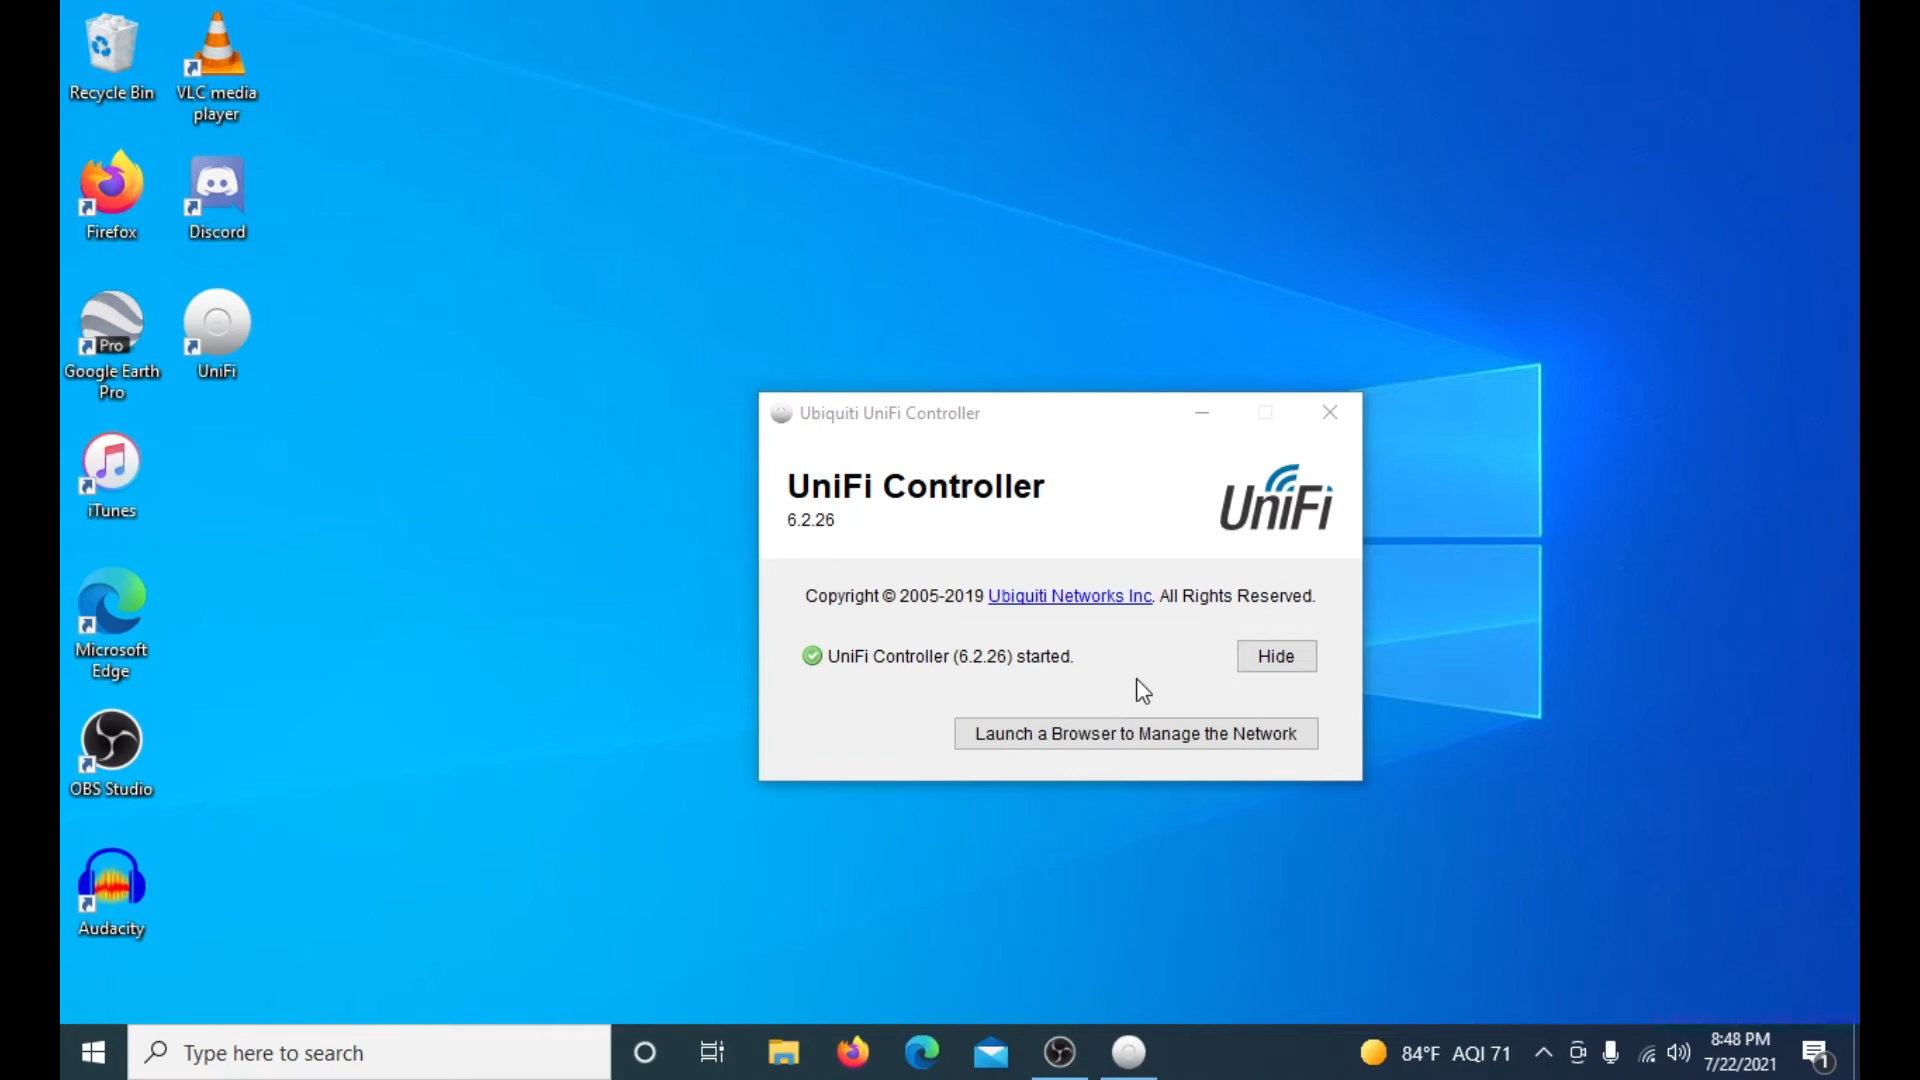 Recycle Bin
VLC media
player
Firefox
Discord
Pro
Google Earth
Pro
UniFi
iTunes
Microsoft
Edge
OBS Studio
Audacity
Ubiquiti UniFi Controller
UniFi Controller
6.2.26
UniFi
Copyright © 2005-2019 Ubiquiti Networks Inc. All Rights Reserved.
UniFi Controller (6.2.26) started.
Hide
Launch a Browser to Manage the Network
Type here to search
84°F AQI 71
8:48 PM
7/22/2021
1